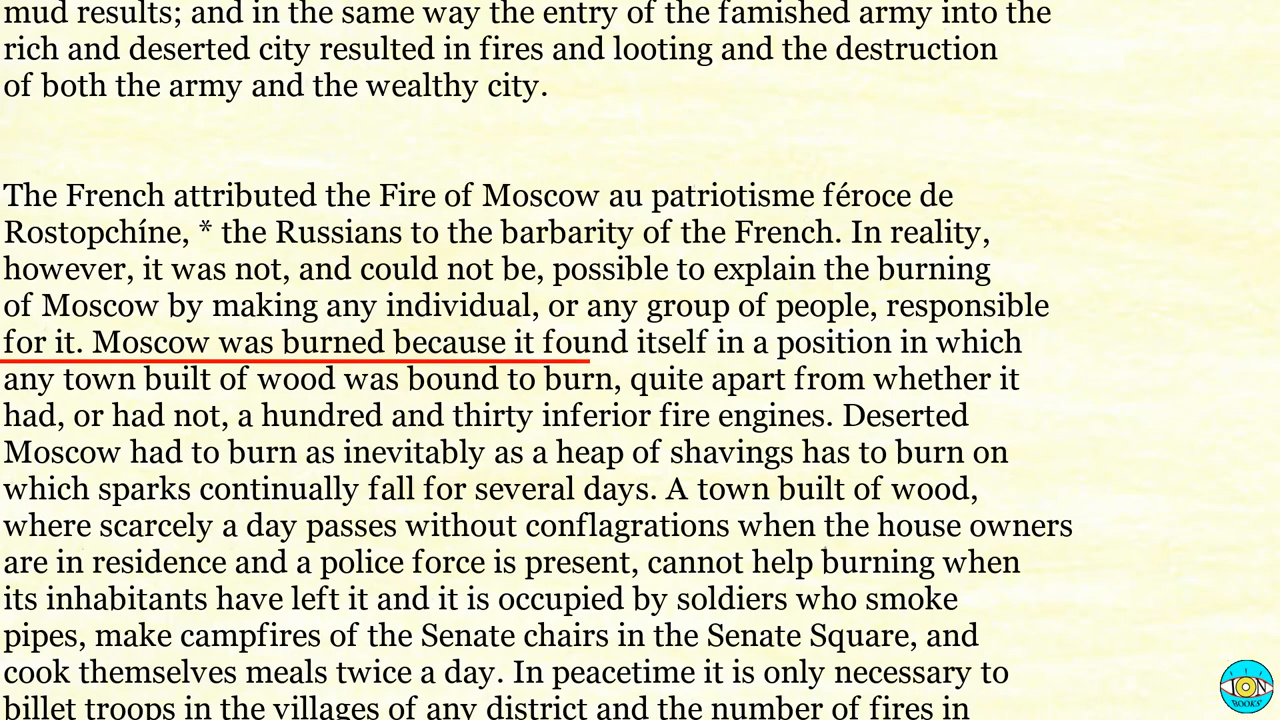 mud results; and in the same way the entry of the famished army into the
rich and deserted city resulted in fires and looting and the destruction
of both the army and the wealthy city.
The French attributed the Fire of Moscow au patriotisme féroce de
Rostopchíne, * the Russians to the barbarity of the French. In reality,
however, it was not, and could not be, possible to explain the burning
of Moscow by making any individual, or any group of people, responsible
for it. Moscow was burned because it found itself in a position in which
any town built of wood was bound to burn, quite apart from whether it
had, or had not, a hundred and thirty inferior fire engines. Deserted
Moscow had to burn as inevitably as a heap of shavings has to burn on
which sparks continually fall for several days. A town built of wood,
where scarcely a day passes without conflagrations when the house owners
are in residence and a police force is present, cannot help burning when
its inhabitants have left it and it is occupied by soldiers who smoke
pipes, make campfires of the Senate chairs in the Senate Square, and
cook themselves meals twice a day. In peacetime it is only necessary to
billet troops in the villages of any district and the number of fires in
ION
BOOKS